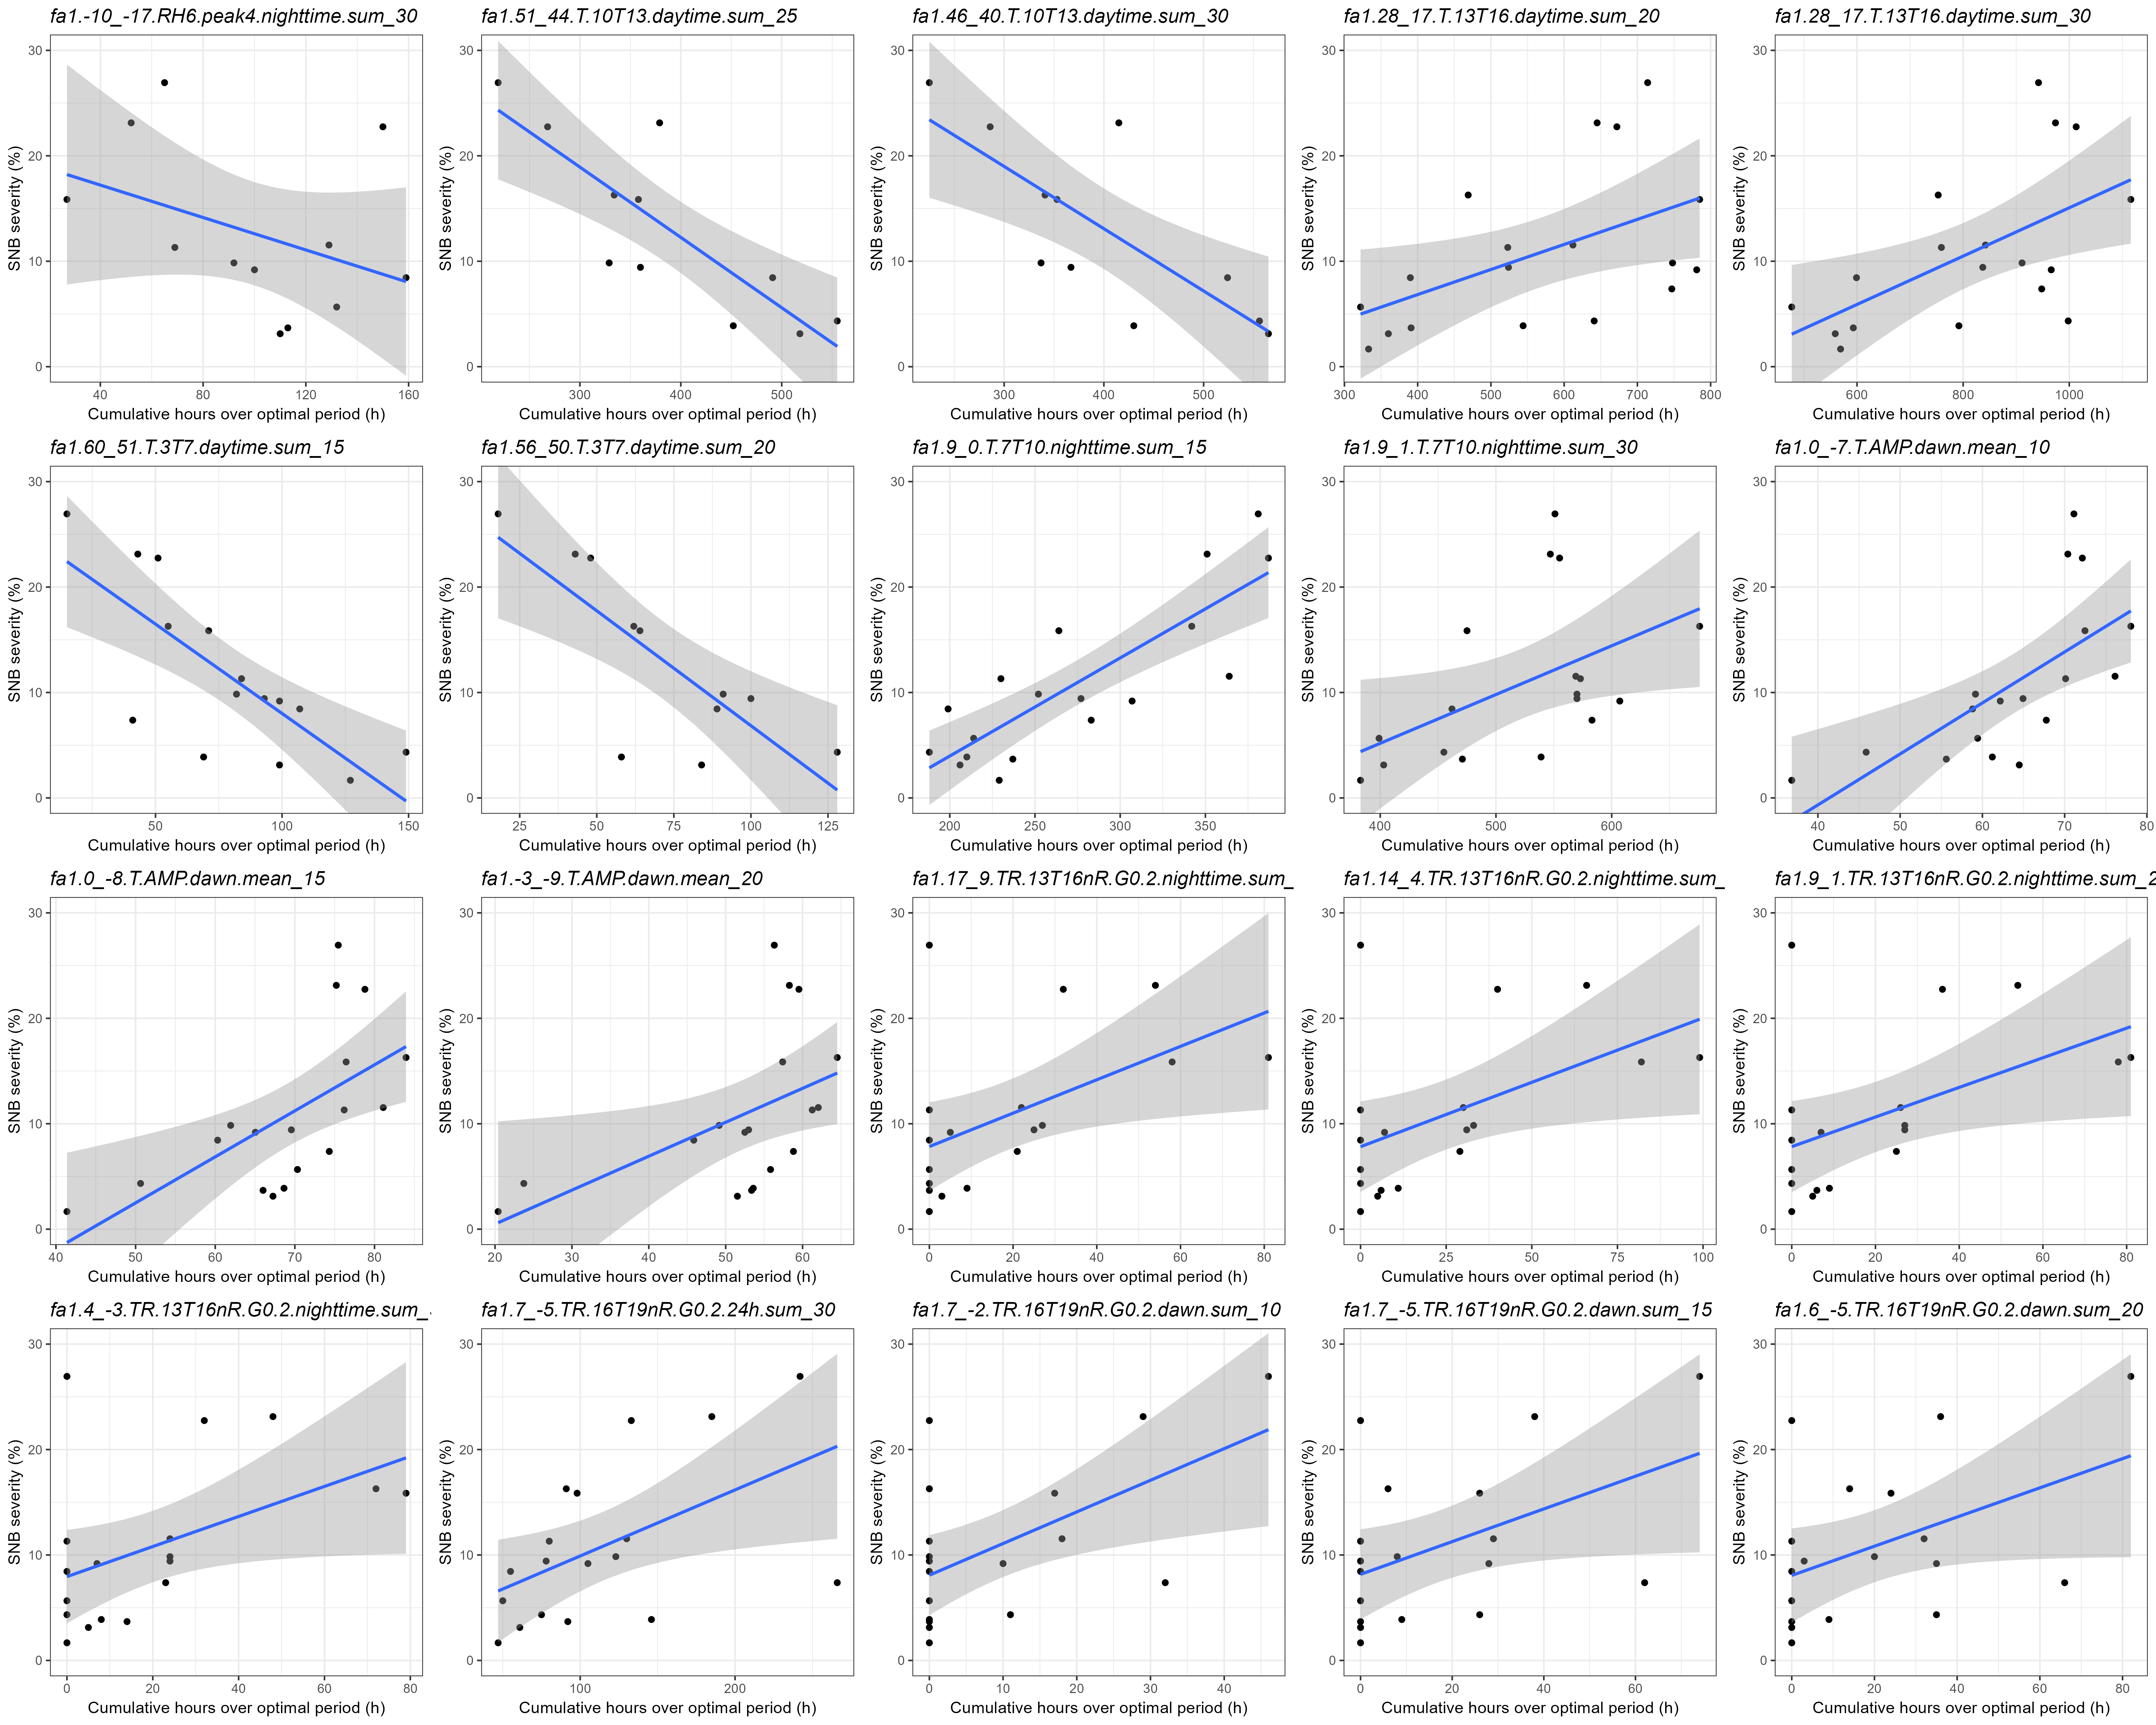 fa1.-10_-17.RH6.peak4.nighttime.sum_30
SNB severity (%)
30
20
10
0
40 80 120 160
Cumulative hours over optimal period (h)
fa1.51_44.T.10T13.daytime.sum_25
SNB severity (%)
30
20
10
0
300 400 500
Cumulative hours over optimal period (h)
fa1.46_40.T.10T13.daytime.sum_30
SNB severity (%)
30
20
10
0
300 400 500
Cumulative hours over optimal period (h)
fa1.28_17.T.13T16.daytime.sum_20
SNB severity (%)
30
20
10
0
300 400 500 600 700 800
Cumulative hours over optimal period (h)
fa1.28_17.T.13T16.daytime.sum_30
SNB severity (%)
30
20
10
0
600 800 1000
Cumulative hours over optimal period (h)
fa1.60_51.T.3T7.daytime.sum_15
SNB severity (%)
30
20
10
0
50 100 150
Cumulative hours over optimal period (h)
fa1.56_50.T.3T7.daytime.sum_20
SNB severity (%)
30
20
10
0
25 50 75 100 125
Cumulative hours over optimal period (h)
fa1.9_0.T.7T10.nighttime.sum_15
SNB severity (%)
30
20
10
0
200 250 300 350
Cumulative hours over optimal period (h)
fa1.9_1.T.7T10.nighttime.sum_30
SNB severity (%)
30
20
10
0
400 500 600
Cumulative hours over optimal period (h)
fa1.0_-7.T.AMP.dawn.mean_10
SNB severity (%)
30
20
10
0
40 50 60 70 80
Cumulative hours over optimal period (h)
fa1.0_-8.T.AMP.dawn.mean_15
SNB severity (%)
30
20
10
0
40 50 60 70 80
Cumulative hours over optimal period (h)
fa1.-3_-9.T.AMP.dawn.mean_20
SNB severity (%)
30
20
10
0
20 30 40 50 60
Cumulative hours over optimal period (h)
fa1.17_9.TR.13T16nR.G0.2.nighttime.sum_
SNB severity (%)
30
20
10
0
0 20 40 60 80
Cumulative hours over optimal period (h)
fa1.14_4.TR.13T16nR.G0.2.nighttime.sum_
SNB severity (%)
30
20
10
0
0 25 50 75 100
Cumulative hours over optimal period (h)
fa1.9_1.TR.13T16nR.G0.2.nighttime.sum_2
SNB severity (%)
30
20
10
0
0 20 40 60 80
Cumulative hours over optimal period (h)
fa1.4_-3.TR.13T16nR.G0.2.nighttime.sum_
SNB severity (%)
30
20
10
0
0 20 40 60 80
Cumulative hours over optimal period (h)
fa1.7_-5.TR.16T19nR.G0.2.24h.sum_30
SNB severity (%)
30
20
10
0
100 200
Cumulative hours over optimal period (h)
fa1.7_-2.TR.16T19nR.G0.2.dawn.sum_10
SNB severity (%)
30
20
10
0
0 10 20 30 40
Cumulative hours over optimal period (h)
fa1.7_-5.TR.16T19nR.G0.2.dawn.sum_15
SNB severity (%)
30
20
10
0
0 20 40 60
Cumulative hours over optimal period (h)
fa1.6_-5.TR.16T19nR.G0.2.dawn.sum_20
SNB severity (%)
30
20
10
0
0 20 40 60 80
Cumulative hours over optimal period (h)